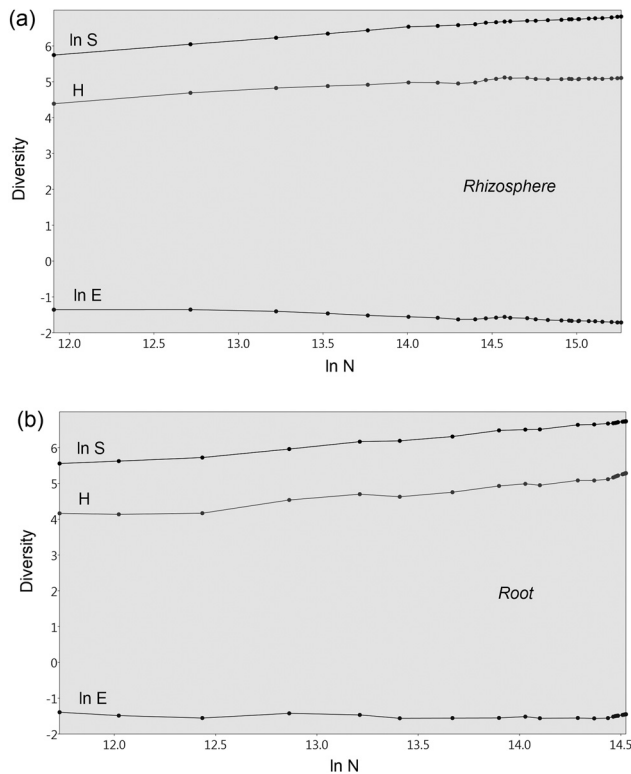 (a)
6
ln S
5
H
4
3
Diversity
2
Rhizosphere
1
0
ln E
-1
-2
12.0 12.5 13.0 13.5 14.0 14.5 15.0
ln N
(b)
6
ln S
5
H
4
3
Diversity
2
Root
1
0
ln E
-1
-2
12.0 12.5 13.0 13.5 14.0 14.5
ln N